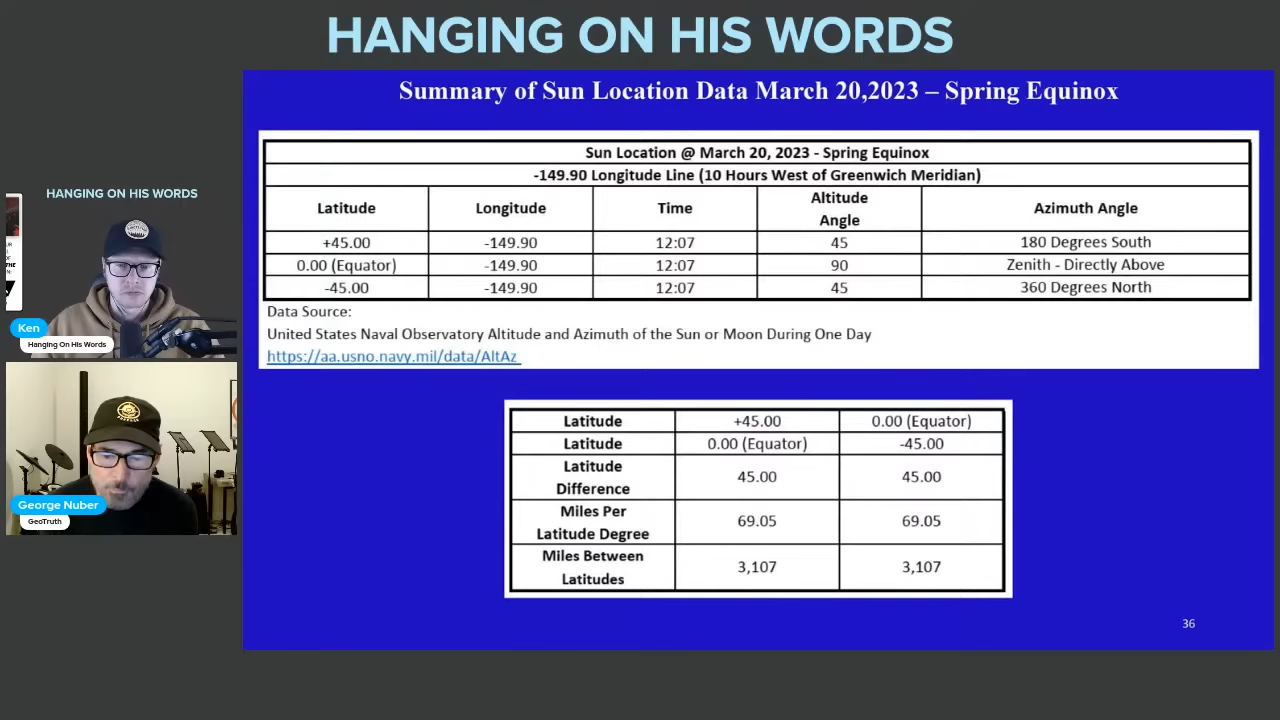 HANGING ON HIS WORDS
Summary of Sun Location Data March 20,2023 – Spring Equinox
Sun Location @ March 20, 2023 - Spring Equinox
-149.90 Longitude Line (10 Hours West of Greenwich Meridian)
Latitude Longitude Time Altitude Angle Azimuth Angle
+45.00 -149.90 12:07 45 180 Degrees South
0.00 (Equator) -149.90 12:07 90 Zenith - Directly Above
-45.00 -149.90 12:07 45 360 Degrees North
Data Source:
United States Naval Observatory Altitude and Azimuth of the Sun or Moon During One Day
https://aa.usno.navy.mil/data/AltAz
Latitude +45.00 0.00 (Equator)
Latitude 0.00 (Equator) -45.00
Latitude Difference 45.00 45.00
Miles Per Latitude Degree 69.05 69.05
Miles Between Latitudes 3,107 3,107
36
HANGING ON HIS WORDS
Ken
Hanging On His Words
George Nuber
GeoTruth